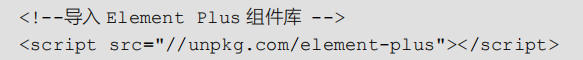 <!--导入 Element Plus 组件库 -->
<script src="//unpkg.com/element-plus"></script>